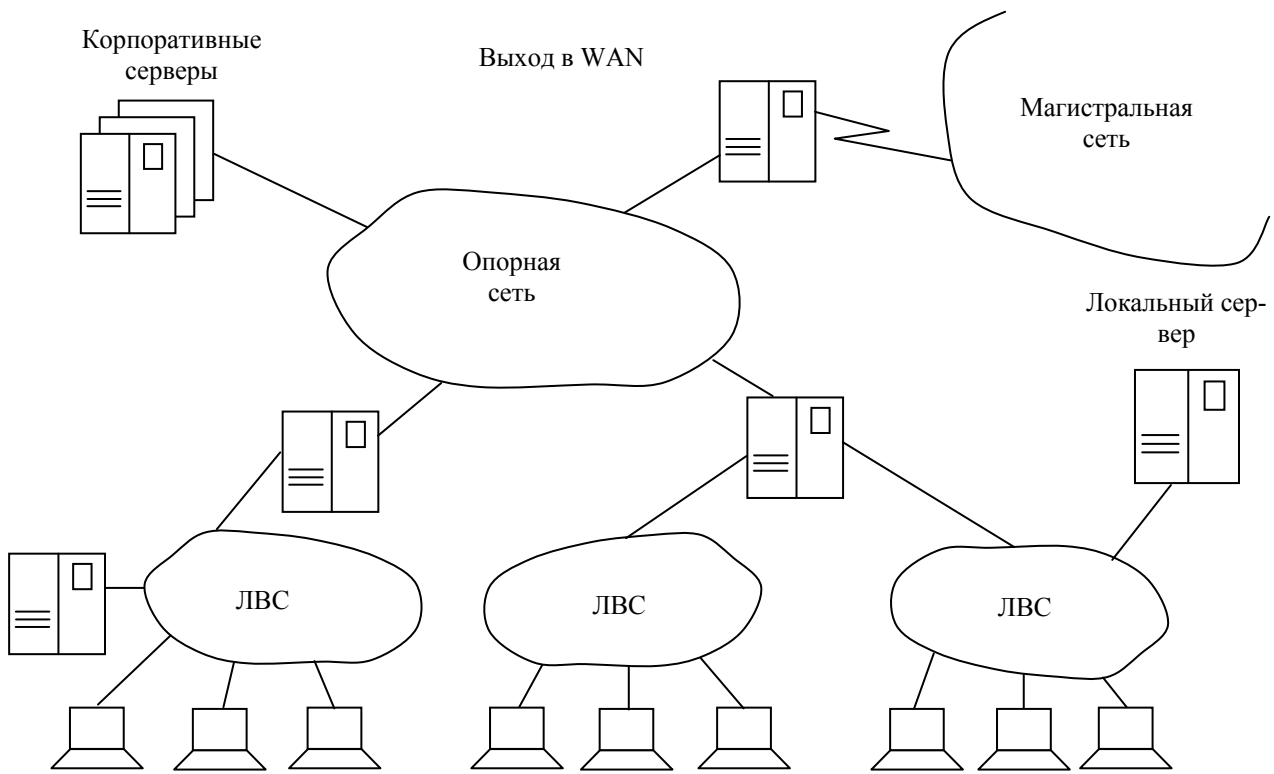 Корпоративные
серверы
Выход в WAN
Магистральная
сеть
Опорная
сеть
Локальный сер-
вер
ЛВС
ЛВС
ЛВС